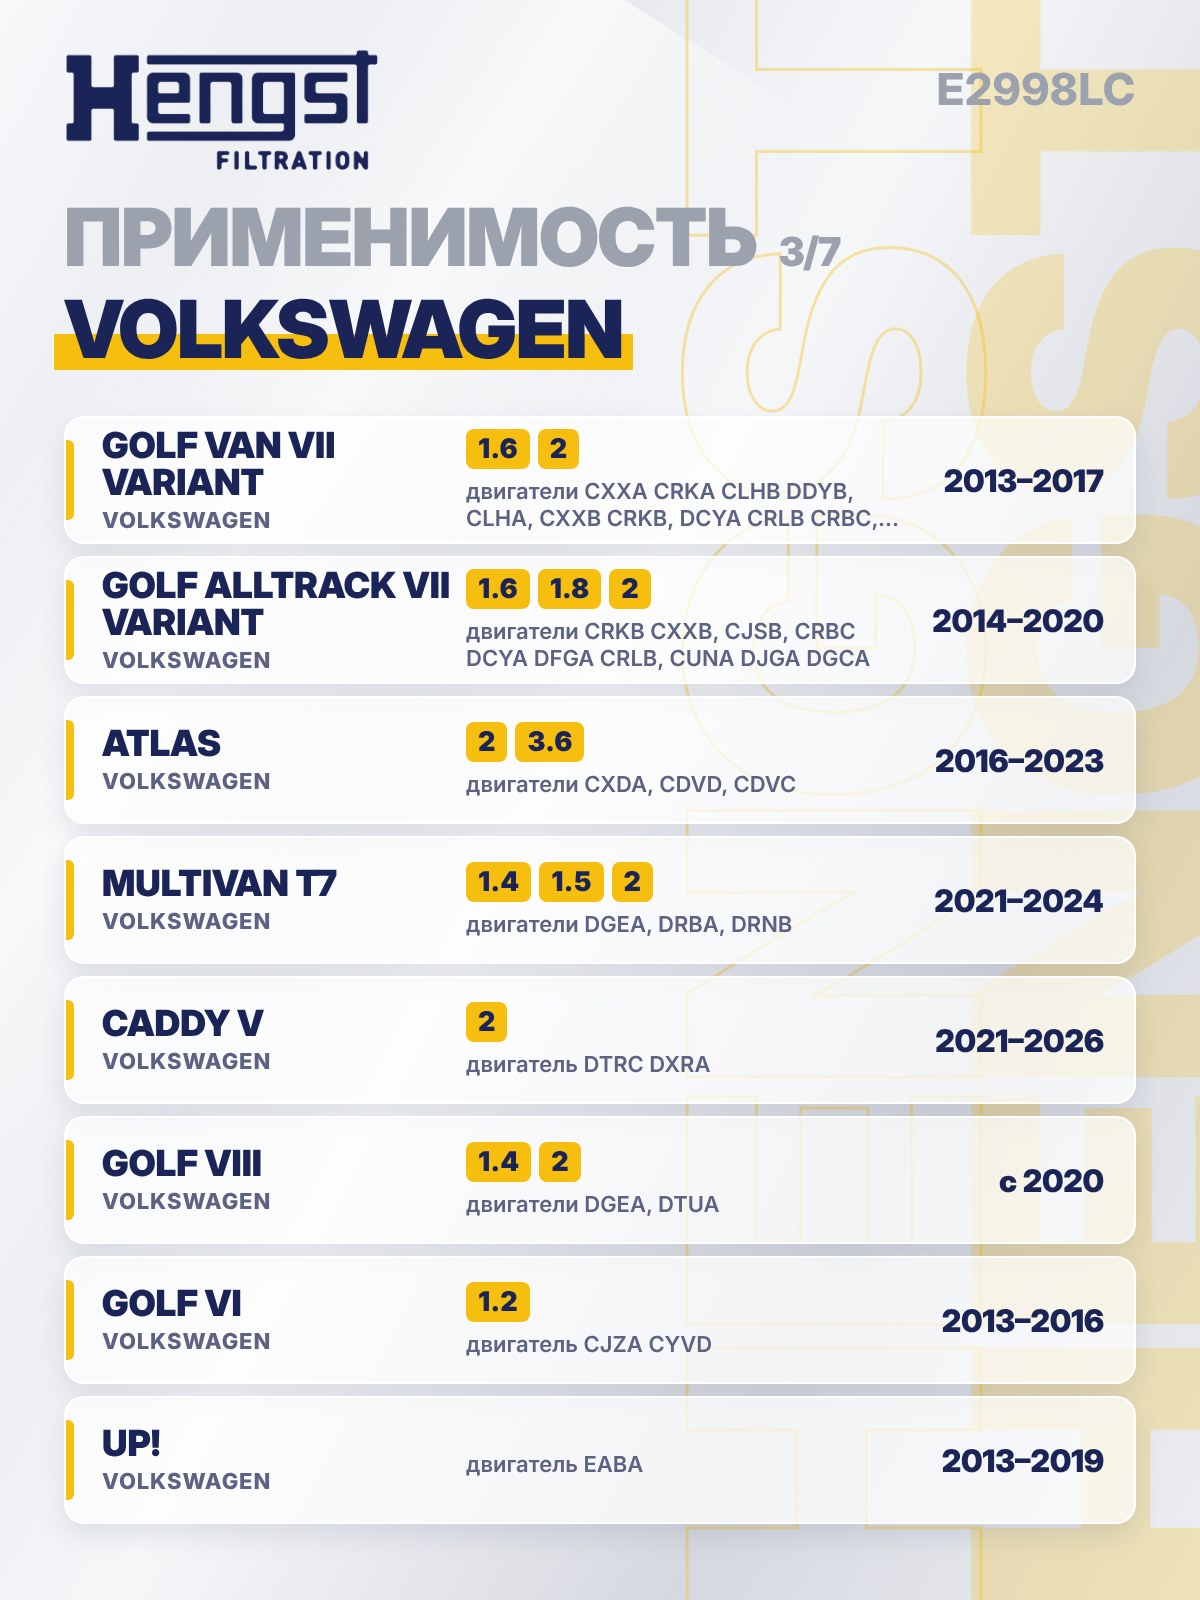 Hengst
FILTRATION
E2998LC
ПРИМЕНИМОСТЬ 3/7
VOLKSWAGEN
GOLF VAN VII
VARIANT
VOLKSWAGEN
1.6 2
двигатели CXXA CRKA CLHB DDYB,
CLHA, CXXB CRKB, DCYA CRLB CRBC,...
2013–2017
GOLF ALLTRACK VII
VARIANT
VOLKSWAGEN
1.6 1.8 2
двигатели CRKB CXXB, CJSB, CRBC
DCYA DFGA CRLB, CUNA DJGA DGCA
2014–2020
ATLAS
VOLKSWAGEN
2 3.6
двигатели CXDA, CDVD, CDVC
2016–2023
MULTIVAN T7
VOLKSWAGEN
1.4 1.5 2
двигатели DGEA, DRBA, DRNB
2021–2024
CADDY V
VOLKSWAGEN
2
двигатель DTRC DXRA
2021–2026
GOLF VIII
VOLKSWAGEN
1.4 2
двигатели DGEA, DTUA
с 2020
GOLF VI
VOLKSWAGEN
1.2
двигатель CJZA CYVD
2013–2016
UP!
VOLKSWAGEN
двигатель EABA
2013–2019
HENGST
HENGST